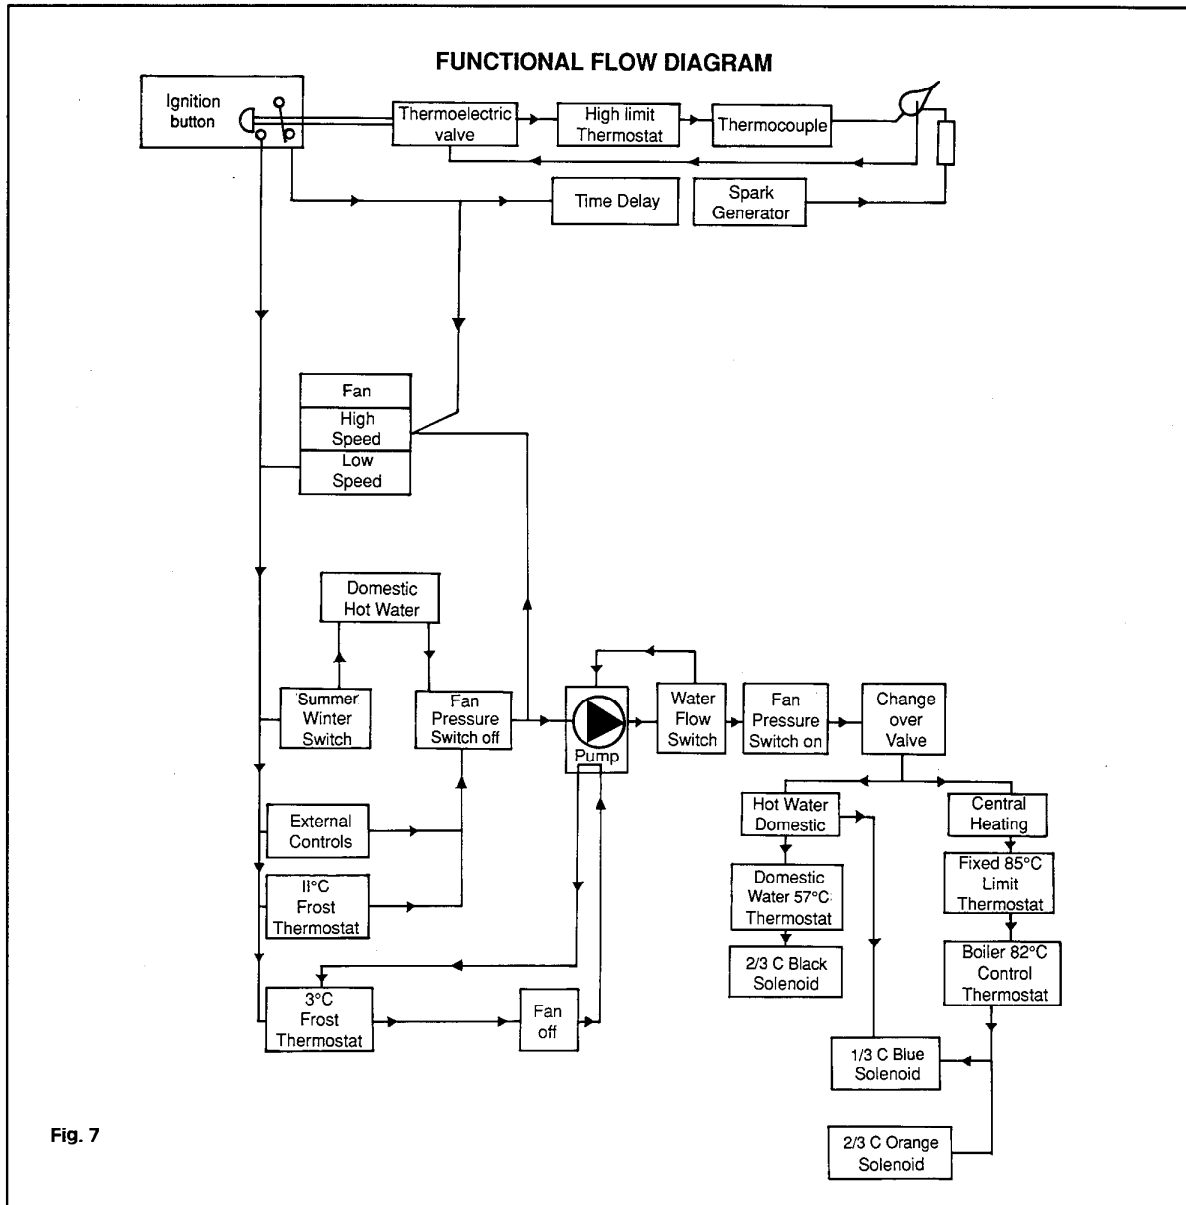 FUNCTIONAL FLOW DIAGRAM
Ignition
button
Thermoelectric
valve
High limit
Thermostat
Thermocouple
Time Delay
Spark
Generator
Fan
High
Speed
Low
Speed
Domestic
Hot Water
Summer
Winter
Switch
Fan
Pressure
Switch off
Pump
Water
Flow
Switch
Fan
Pressure
Switch on
Change
over
Valve
External
Controls
Hot Water
Domestic
Central
Heating
II°C
Frost
Thermostat
Domestic
Water 57°C
Thermostat
Fixed 85°C
Limit
Thermostat
2/3 C Black
Solenoid
Boiler 82°C
Control
Thermostat
3°C
Frost
Thermostat
Fan
off
1/3 C Blue
Solenoid
2/3 C Orange
Solenoid
Fig. 7